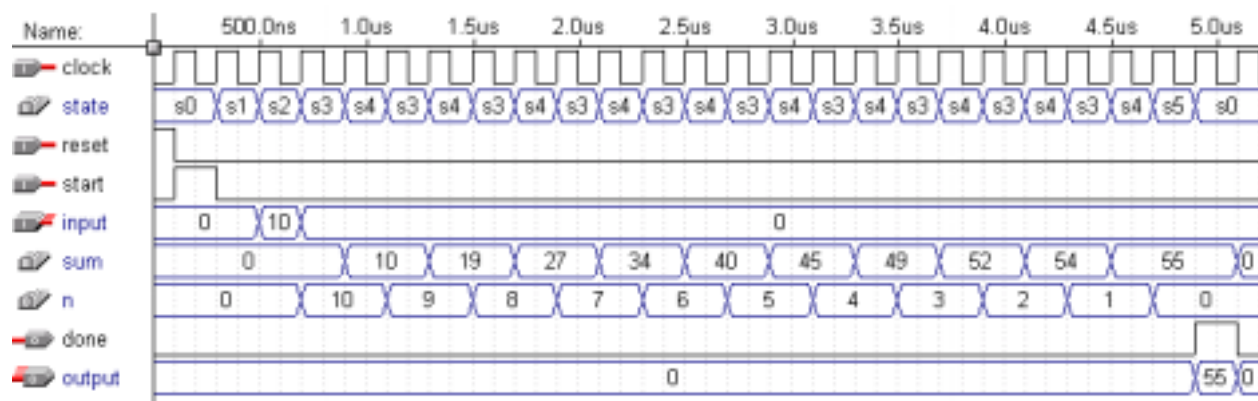 Name: 500.0ns 1.0us 1.5us 2.0us 2.5us 3.0us 3.5us 4.0us 4.5us 5.0us
clock
state s0 s1 s2 s3 s4 s3 s4 s3 s4 s3 s4 s3 s4 s3 s4 s3 s4 s3 s4 s3 s4 s3 s4 s5 s0
reset
start
input 0 10 0
sum 0 10 19 27 34 40 45 49 52 54 55 0
n 0 10 9 8 7 6 5 4 3 2 1 0
done
output 0 55 0